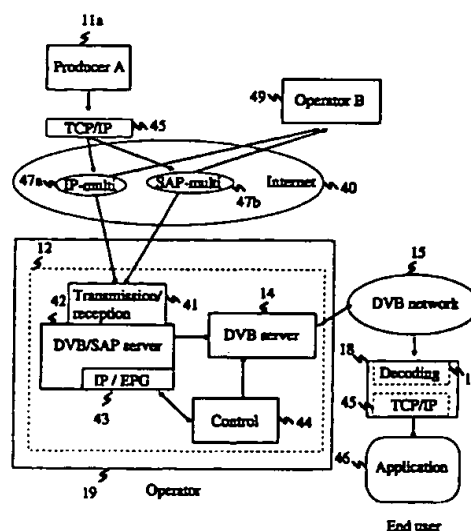 11a
Producer A
TCP/IP
45
49
Operator B
47a
IP-multi
SAP-multi
47b
Internet
40
12
42
Transmission/
reception
41
14
15
DVB/SAP server
DVB server
DVB network
IP / EPG
43
Control
44
18
Decoding
45
TCP/IP
46
Application
19
Operator
End user